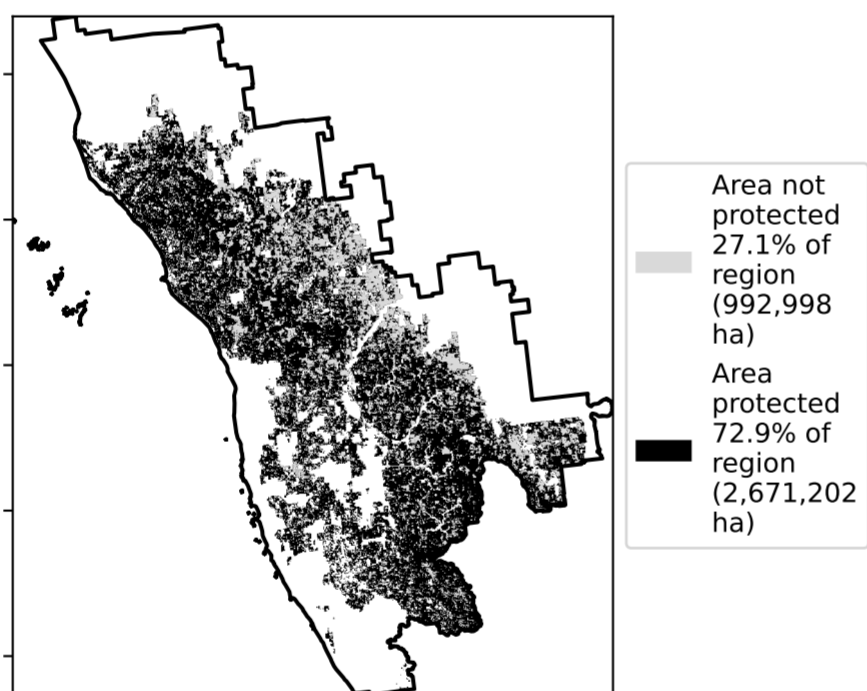 Area not
protected
27.1% of
region
(992,998
ha)
Area
protected
72.9% of
region
(2,671,202
ha)